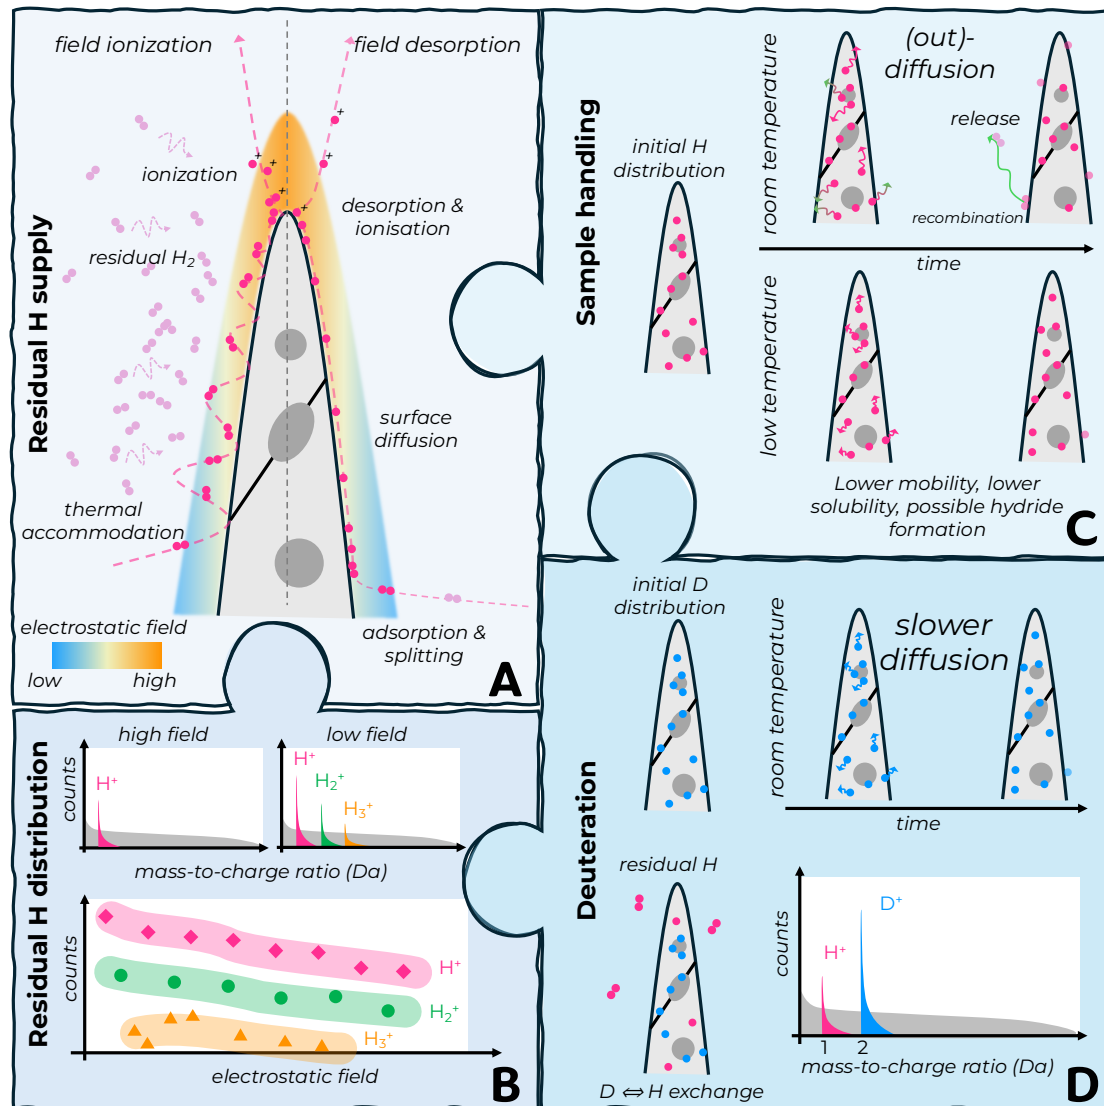 Residual H supply
field ionization
field desorption
+
+
+
+
+
+
ionization
desorption &
ionisation
residual H₂
surface
diffusion
thermal
accommodation
electrostatic field
low
high
adsorption &
splitting
A
Residual H distribution
high field
low field
counts
H⁺
H⁺
H₂⁺
H₃⁺
mass-to-charge ratio (Da)
counts
H⁺
H₂⁺
H₃⁺
electrostatic field
B
Sample handling
initial H
distribution
room temperature
(out)-
diffusion
release
recombination
time
low temperature
Lower mobility, lower
solubility, possible hydride
formation
C
Deuteration
initial D
distribution
room temperature
slower
diffusion
time
residual H
D ⇔ H exchange
counts
H⁺
D⁺
1
2
mass-to-charge ratio (Da)
D